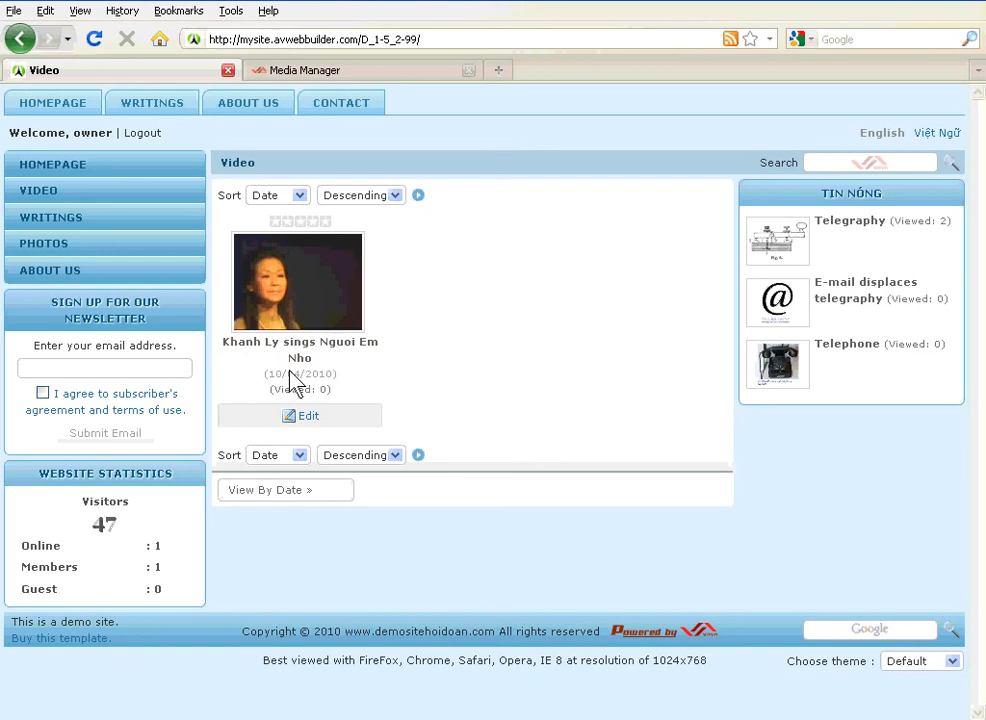 File Edit View History Bookmarks Tools Help
http://mysite.avwebbuilder.com/D_1-5_2-99/
Google
Video
Media Manager
HOMEPAGE WRITINGS ABOUT US CONTACT
Welcome, owner | Logout
English Việt Ngữ
HOMEPAGE
VIDEO
WRITINGS
PHOTOS
ABOUT US
SIGN UP FOR OUR
NEWSLETTER
Enter your email address.
I agree to subscriber's
agreement and terms of use.
Submit Email
WEBSITE STATISTICS
Visitors
47
Online : 1
Members : 1
Guest : 0
Video
Search
Sort Date Descending
Khanh Ly sings Nguoi Em
Nho
(Viewed: 0)
Edit
Sort Date Descending
View By Date »
TIN NÓNG
Telegraphy (Viewed: 2)
E-mail displaces
telegraphy (Viewed: 0)
@
Telephone (Viewed: 0)
This is a demo site.
Buy this template.
Copyright © 2010 www.demositehoidoan.com All rights reserved
Powered by
Google
Best viewed with FireFox, Chrome, Safari, Opera, IE 8 at resolution of 1024x768
Choose theme : Default